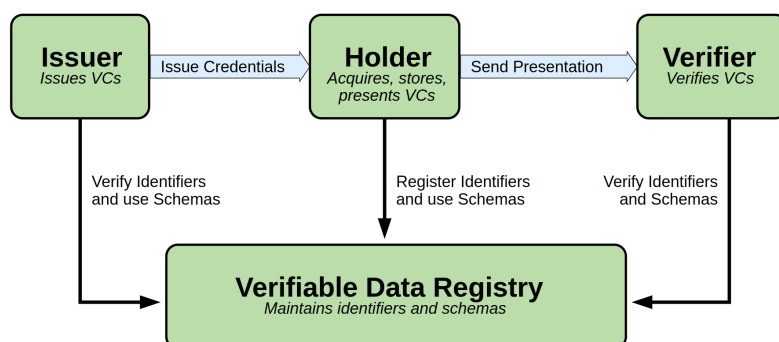 Issuer
Issues VCs
Issue Credentials
Holder
Acquires, stores,
presents VCs
Send Presentation
Verifier
Verifies VCs
Verify Identifiers
and use Schemas
Register Identifiers
and use Schemas
Verify Identifiers
and Schemas
Verifiable Data Registry
Maintains identifiers and schemas